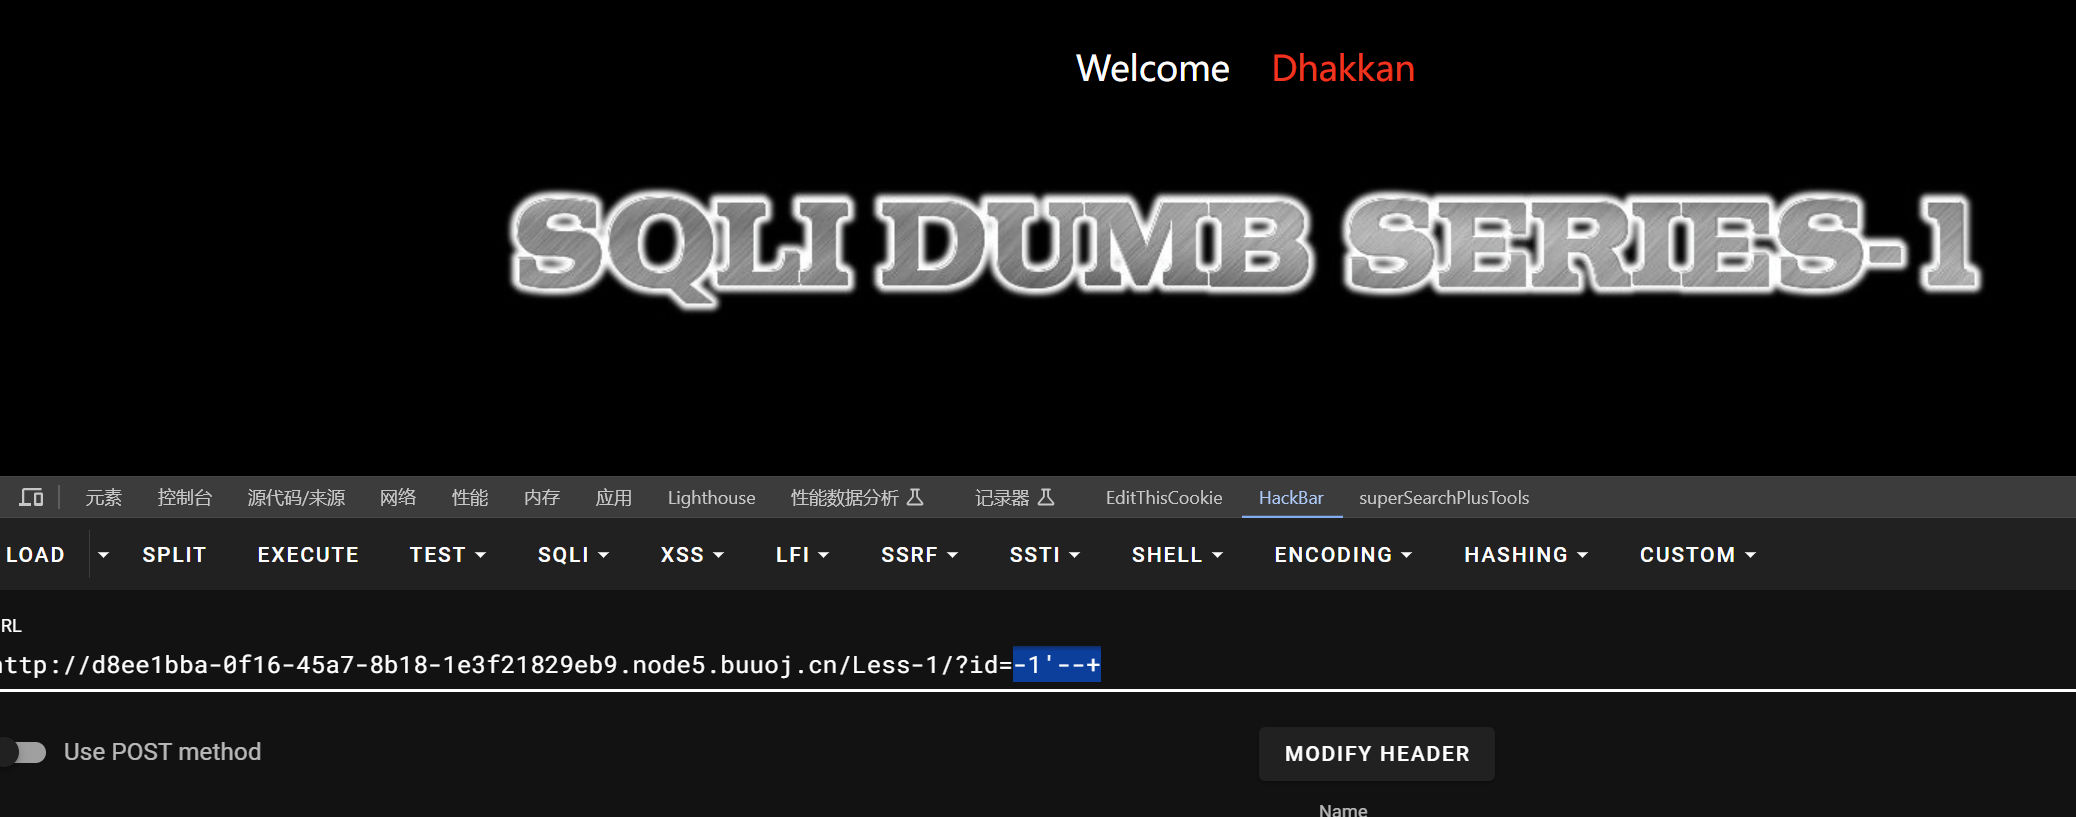 Welcome Dhakkan
SQLI DUMB SERIES-1
元素 控制台 源代码/来源 网络 性能 内存 应用 Lighthouse 性能数据分析 记录器 EditThisCookie HackBar superSearchPlusTools
LOAD SPLIT EXECUTE TEST SQLI XSS LFI SSRF SSTI SHELL ENCODING HASHING CUSTOM
RL
ttp://d8ee1bba-0f16-45a7-8b18-1e3f21829eb9.node5.buuoj.cn/Less-1/?id=-1'--+
Use POST method
MODIFY HEADER
Name